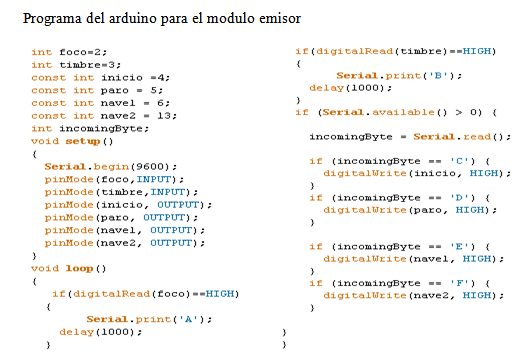 Programa del arduino para el modulo emisor
int foco=2;
int timbre=3;
const int inicio =4;
const int paro = 5;
const int nave1 = 6;
const int nave2 = 13;
int incomingByte;
void setup()
{
Serial.begin(9600);
pinMode(foco,INPUT);
pinMode(timbre,INPUT);
pinMode(inicio, OUTPUT);
pinMode(paro, OUTPUT);
pinMode(nave1, OUTPUT);
pinMode(nave2, OUTPUT);
}
void loop()
{
if(digitalRead(foco)==HIGH)
{
Serial.print('A');
delay(1000);
}
if(digitalRead(timbre)==HIGH)
{
Serial.print('B');
delay(1000);
}
if (Serial.available() > 0) {
incomingByte = Serial.read();
if (incomingByte == 'C') {
digitalWrite(inicio, HIGH);
}
if (incomingByte == 'D') {
digitalWrite(paro, HIGH);
}
if (incomingByte == 'E') {
digitalWrite(nave1, HIGH);
}
if (incomingByte == 'F') {
digitalWrite(nave2, HIGH);
}
}
}